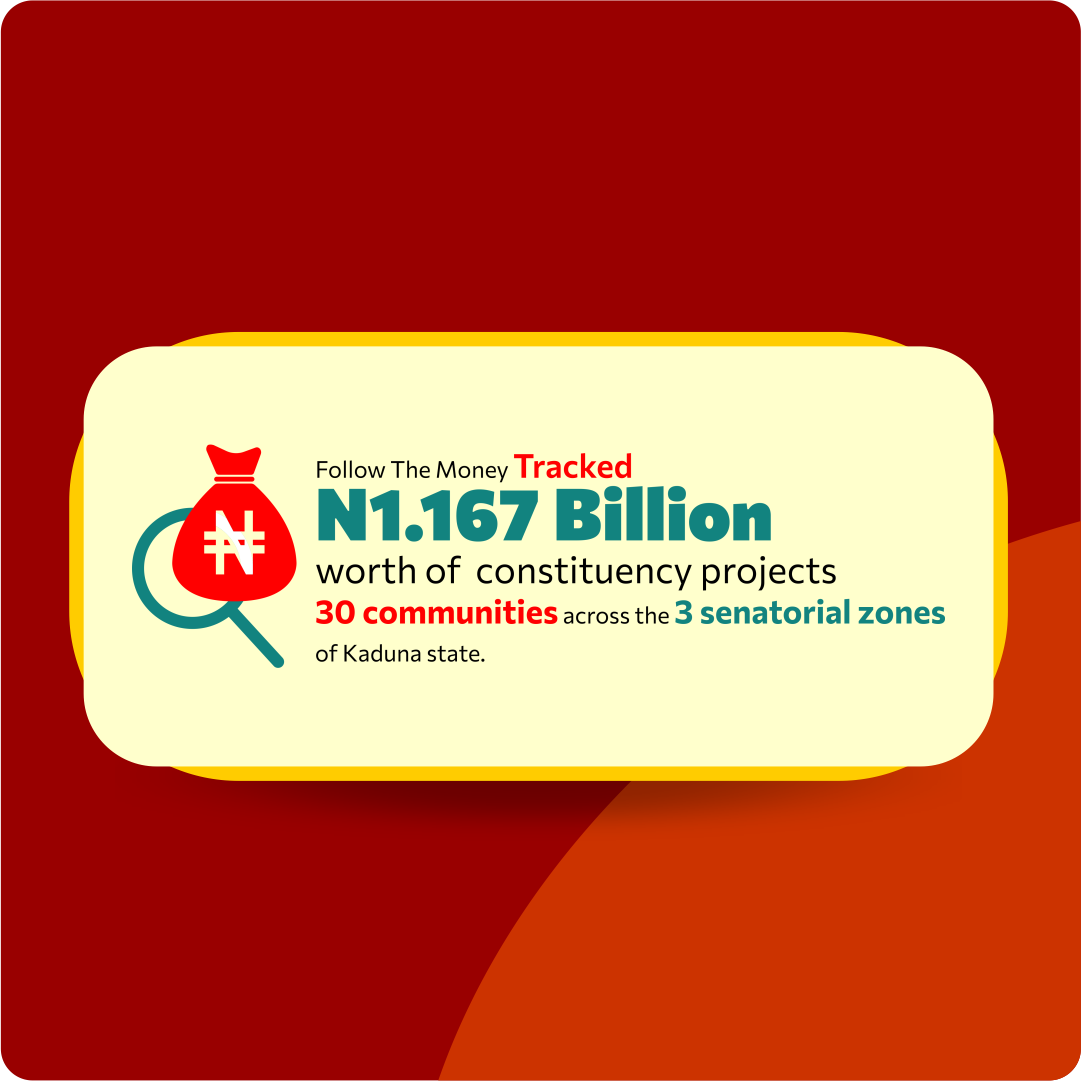 ₦
Follow The Money Tracked
N1.167 Billion
worth of constituency projects
30 communities across the 3 senatorial zones
of Kaduna state.